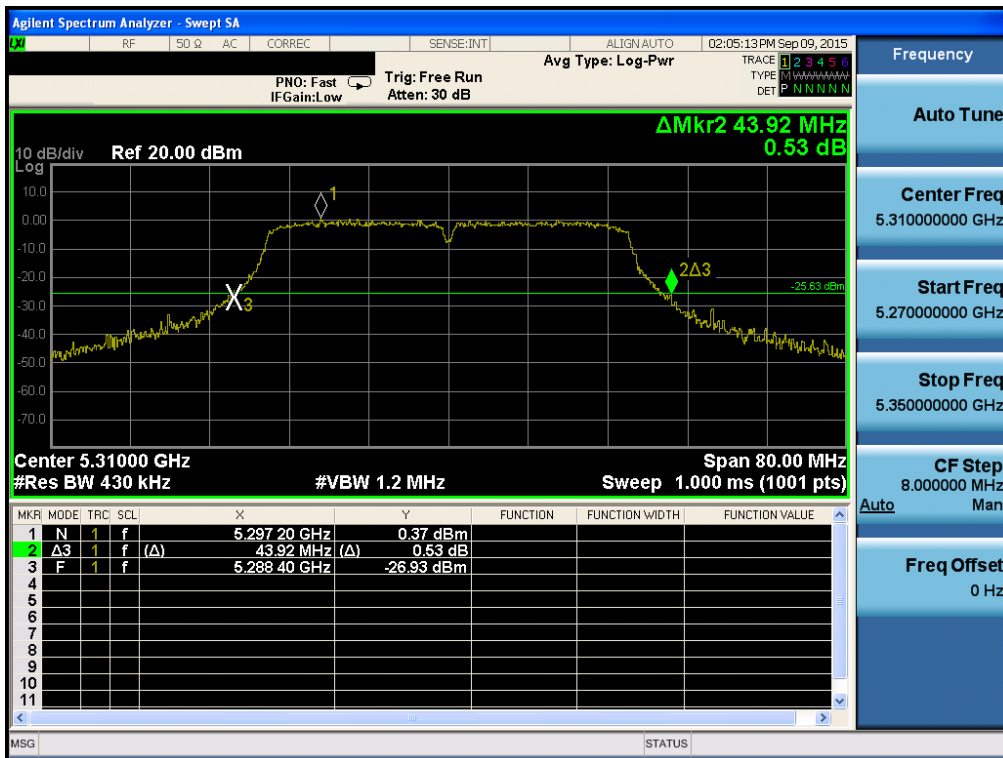 Agilent Spectrum Analyzer - Swept SA
LXI RF 50 Ω AC CORREC SENSE:INT ALIGN AUTO 02:05:13 PM Sep 09, 2015
Avg Type: Log-Pwr TRACE 1 2 3 4 5 6
PNO: Fast Trig: Free Run TYPE M
IFGain:Low Atten: 30 dB DET P N N N N N
Frequency
Auto Tune
Center Freq
5.310000000 GHz
Start Freq
5.270000000 GHz
Stop Freq
5.350000000 GHz
CF Step
8.000000 MHz
Auto Man
Freq Offset
0 Hz
ΔMkr2 43.92 MHz
0.53 dB
10 dB/div Ref 20.00 dBm
Log
10.0
0.00
-10.0
-20.0
-30.0
-40.0
-50.0
-60.0
-70.0
1
2Δ3
-25.63 dBm
X3
Center 5.31000 GHz Span 80.00 MHz
#Res BW 430 kHz #VBW 1.2 MHz Sweep 1.000 ms (1001 pts)
MKR MODE TRC SCL X Y FUNCTION FUNCTION WIDTH FUNCTION VALUE
1 N 1 f 5.297 20 GHz 0.37 dBm
2 Δ3 1 f (Δ) 43.92 MHz (Δ) 0.53 dB
3 F 1 f 5.288 40 GHz -26.93 dBm
4
5
6
7
8
9
10
11
MSG STATUS